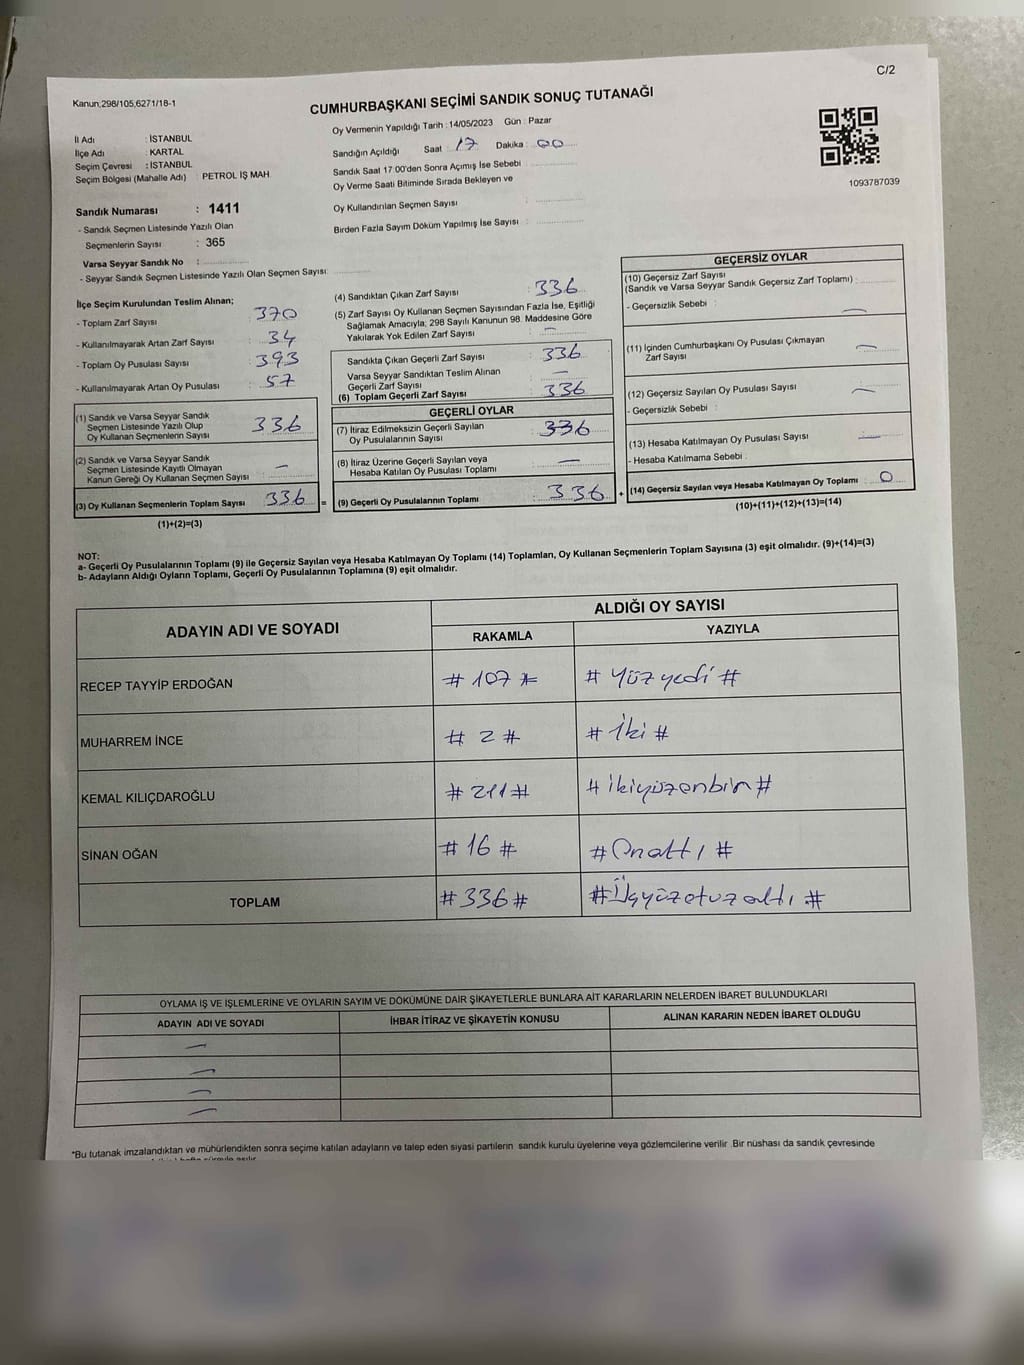 C/2
Kanun,298/105,6271/18-1
CUMHURBAŞKANI SEÇİMİ SANDIK SONUÇ TUTANAĞI
İl Adı : İSTANBUL
İlçe Adı : KARTAL
Seçim Çevresi : İSTANBUL
Seçim Bölgesi (Mahalle Adı) PETROL İŞ MAH.
Sandık Numarası : 1411
- Sandık Seçmen Listesinde Yazılı Olan
Seçmenlerin Sayısı : 365
Varsa Seyyar Sandık No :
- Seyyar Sandık Seçmen Listesinde Yazılı Olan Seçmen Sayısı:
Oy Vermenin Yapıldığı Tarih : 14/05/2023 Gün : Pazar
Sandığın Açıldığı Saat : 17 Dakika : 00
Sandık Saat 17:00'den Sonra Açımış İse Sebebi
Oy Verme Saati Bitiminde Sırada Bekleyen ve
Oy Kullandırılan Seçmen Sayısı :
Birden Fazla Sayım Döküm Yapılmış İse Sayısı :
1093787039
İlçe Seçim Kurulundan Teslim Alınan;
- Toplam Zarf Sayısı : 370
- Kullanılmayarak Artan Zarf Sayısı : 34
- Toplam Oy Pusulası Sayısı : 393
- Kullanılmayarak Artan Oy Pusulası : 57
(1) Sandık ve Varsa Seyyar Sandık
Seçmen Listesinde Yazılı Olup
Oy Kullanan Seçmenlerin Sayısı : 336
(2) Sandık ve Varsa Seyyar Sandık
Seçmen Listesinde Kayıtlı Olmayan
Kanun Gereği Oy Kullanan Seçmen Sayısı : —
(3) Oy Kullanan Seçmenlerin Toplam Sayısı 336 =
(1)+(2)=(3)
(4) Sandıktan Çıkan Zarf Sayısı : 336
(5) Zarf Sayısı Oy Kullanan Seçmen Sayısından Fazla İse, Eşitliği
Sağlamak Amacıyla, 298 Sayılı Kanunun 98. Maddesine Göre
Yakılarak Yok Edilen Zarf Sayısı : —
Sandıkta Çıkan Geçerli Zarf Sayısı : 336
Varsa Seyyar Sandıktan Teslim Alınan
Geçerli Zarf Sayısı : —
(6) Toplam Geçerli Zarf Sayısı : 336
GEÇERLİ OYLAR
(7) İtiraz Edilmeksizin Geçerli Sayılan
Oy Pusulalarının Sayısı : 336
(8) İtiraz Üzerine Geçerli Sayılan veya
Hesaba Katılan Oy Pusulası Toplamı : —
(9) Geçerli Oy Pusulalarının Toplamı : 336 +
GEÇERSİZ OYLAR
(10) Geçersiz Zarf Sayısı
(Sandık ve Varsa Seyyar Sandık Geçersiz Zarf Toplamı) :
- Geçersizlik Sebebi : —
(11) İçinden Cumhurbaşkanı Oy Pusulası Çıkmayan
Zarf Sayısı : —
(12) Geçersiz Sayılan Oy Pusulası Sayısı : —
- Geçersizlik Sebebi :
(13) Hesaba Katılmayan Oy Pusulası Sayısı : —
- Hesaba Katılmama Sebebi :
(14) Geçersiz Sayılan veya Hesaba Katılmayan Oy Toplamı : 0
(10)+(11)+(12)+(13)=(14)
NOT:
a- Geçerli Oy Pusulalarının Toplamı (9) ile Geçersiz Sayılan veya Hesaba Katılmayan Oy Toplamı (14) Toplamları, Oy Kullanan Seçmenlerin Toplam Sayısına (3) eşit olmalıdır. (9)+(14)=(3)
b- Adayların Aldığı Oyların Toplamı, Geçerli Oy Pusulalarının Toplamına (9) eşit olmalıdır.
ADAYIN ADI VE SOYADI ALDIĞI OY SAYISI
RAKAMLA YAZIYLA
RECEP TAYYİP ERDOĞAN # 107 # # Yüz yedi #
MUHARREM İNCE # 2 # # İki #
KEMAL KILIÇDAROĞLU # 211 # # ikiyüzonbir #
SİNAN OĞAN # 16 # # Onaltı #
TOPLAM # 336 # # Üçyüzotuzaltı #
OYLAMA İŞ VE İŞLEMLERİNE VE OYLARIN SAYIM VE DÖKÜMÜNE DAİR ŞİKAYETLERLE BUNLARA AİT KARARLARIN NELERDEN İBARET BULUNDUKLARI
ADAYIN ADI VE SOYADI İHBAR İTİRAZ VE ŞİKAYETİN KONUSU ALINAN KARARIN NEDEN İBARET OLDUĞU
—
—
—
—
*Bu tutanak imzalandıktan ve mühürlendikten sonra seçime katılan adayların ve talep eden siyasi partilerin sandık kurulu üyelerine veya gözlemcilerine verilir .Bir nüshası da sandık çevresinde